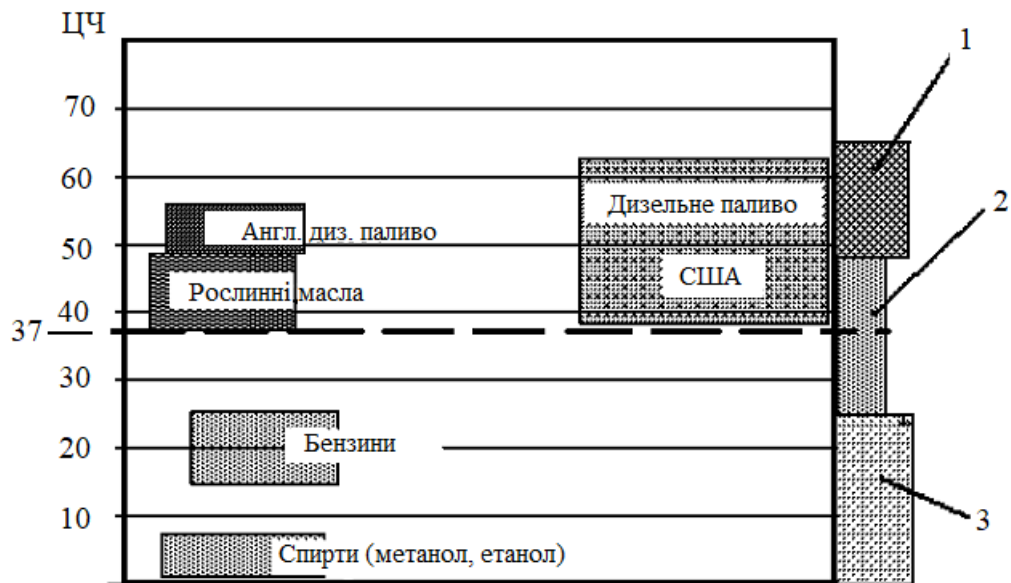 ЦЧ
1
70
60
2
Дизельне паливо
Англ. диз. паливо
50
США
Рослинні масла
40
37
30
Бензини
20
10
3
Спирти (метанол, етанол)